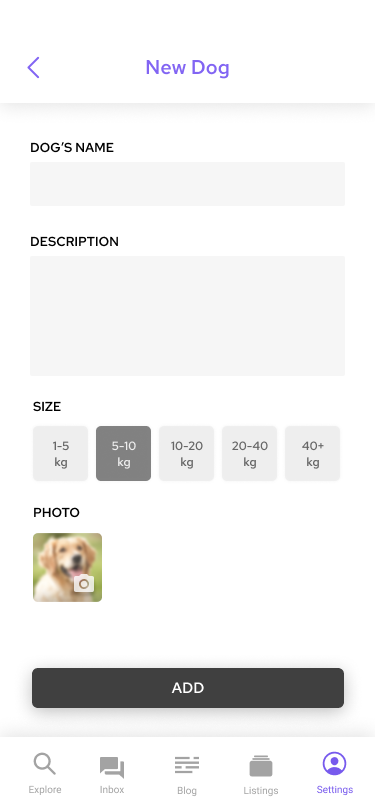 New Dog
DOG'S NAME
DESCRIPTION
SIZE
1-5
kg
5-10
kg
10-20
kg
20-40
kg
40+
kg
PHOTO
ADD
Explore
Inbox
Blog
Listings
Settings